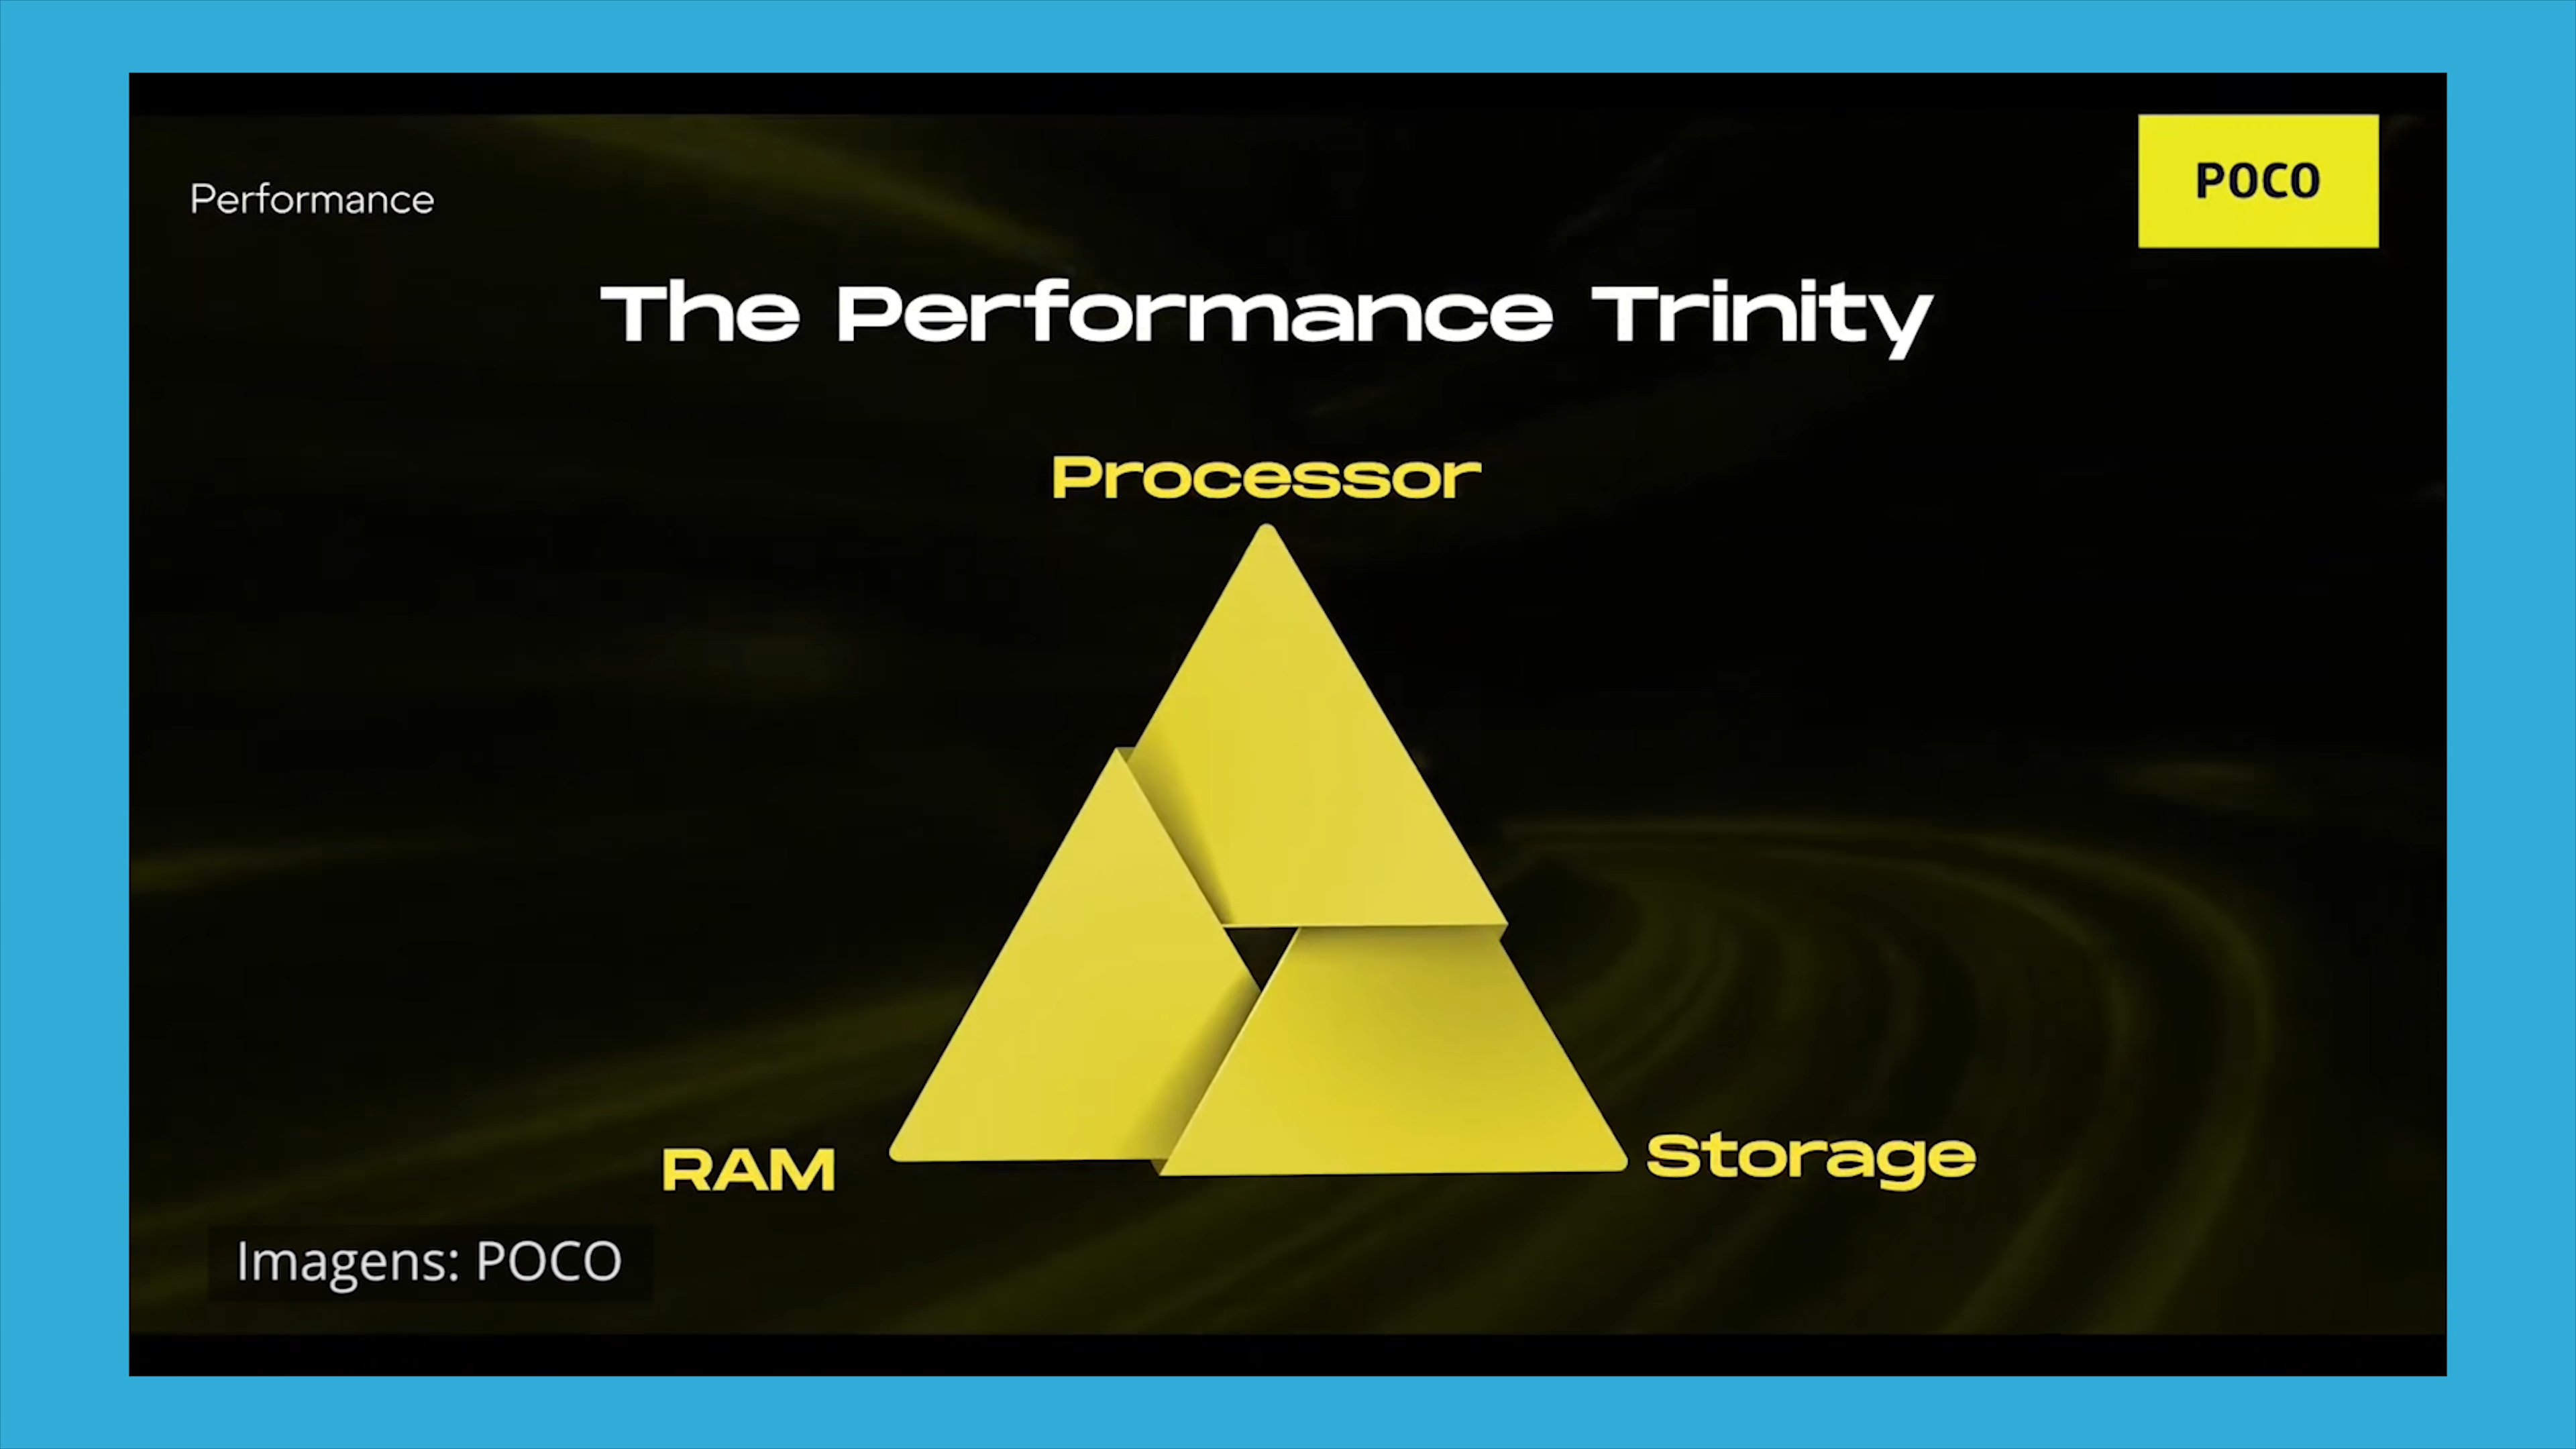 Performance
POCO
The Performance Trinity
Processor
RAM
Storage
Imagens: POCO